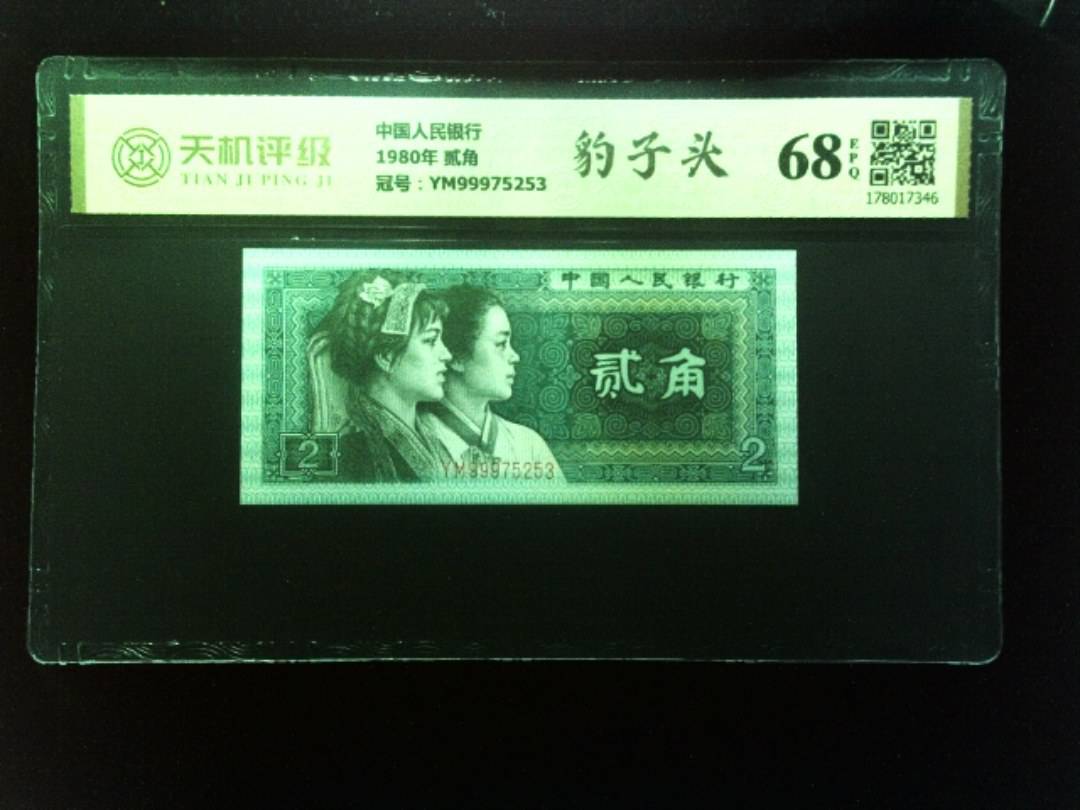 天机评级
TIAN JI PING JI
中国人民银行
1980年 贰角
冠号：YM99975253
豹子头
68
EPQ
178017346
中国人民银行
贰角
2
2
YM99975253